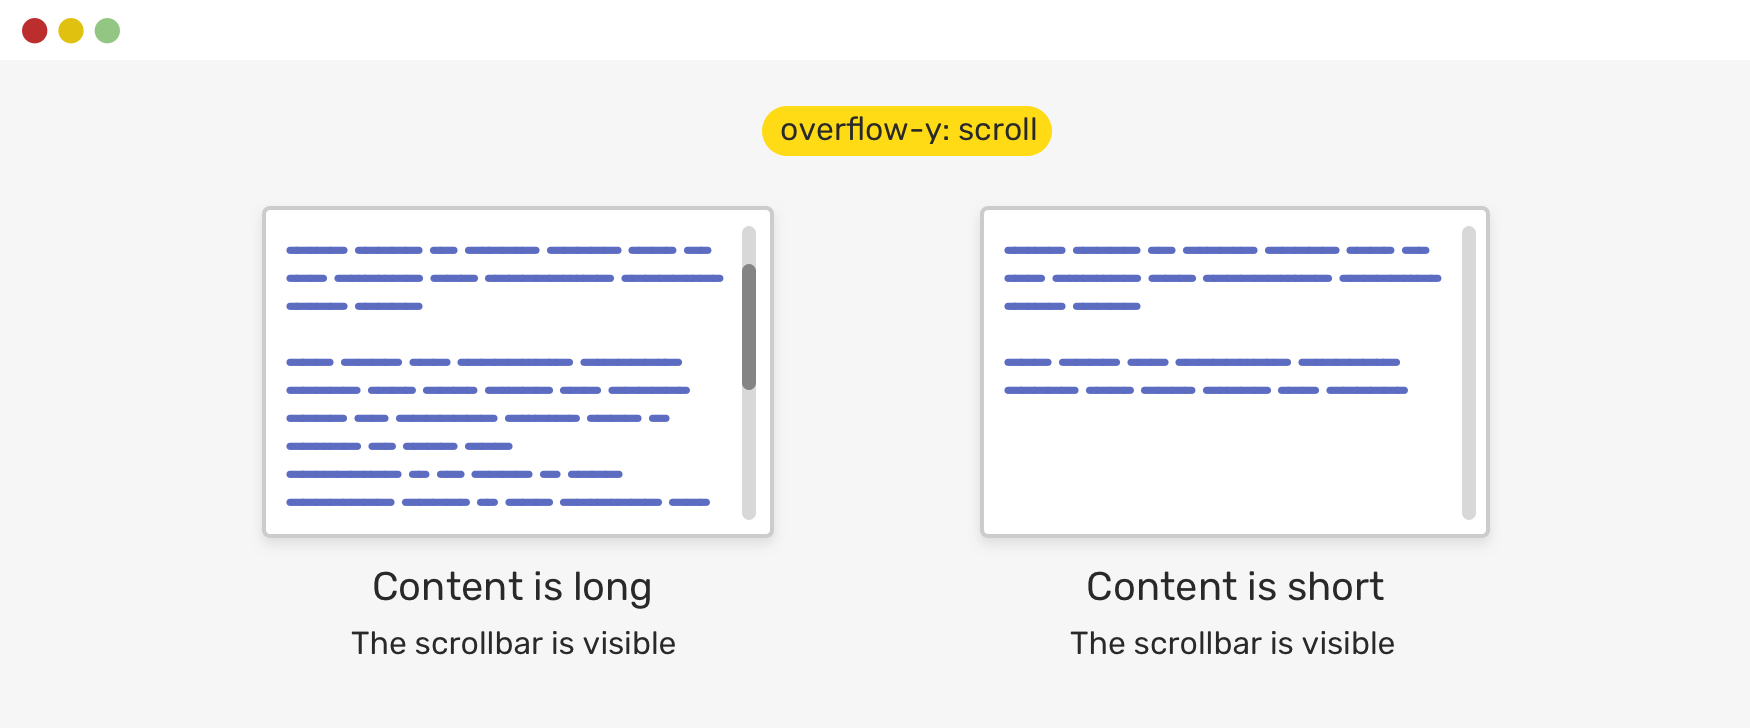 overflow-y: scroll
Content is long
The scrollbar is visible
Content is short
The scrollbar is visible